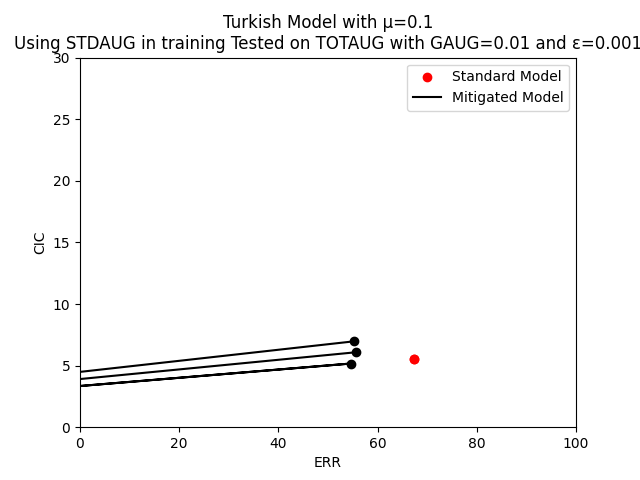 Turkish Model with μ=0.1
Using STDAUG in training Tested on TOTAUG with GAUG=0.01 and ε=0.001
Standard Model
Mitigated Model
30
25
20
15
10
5
0
CIC
0 20 40 60 80 100
ERR